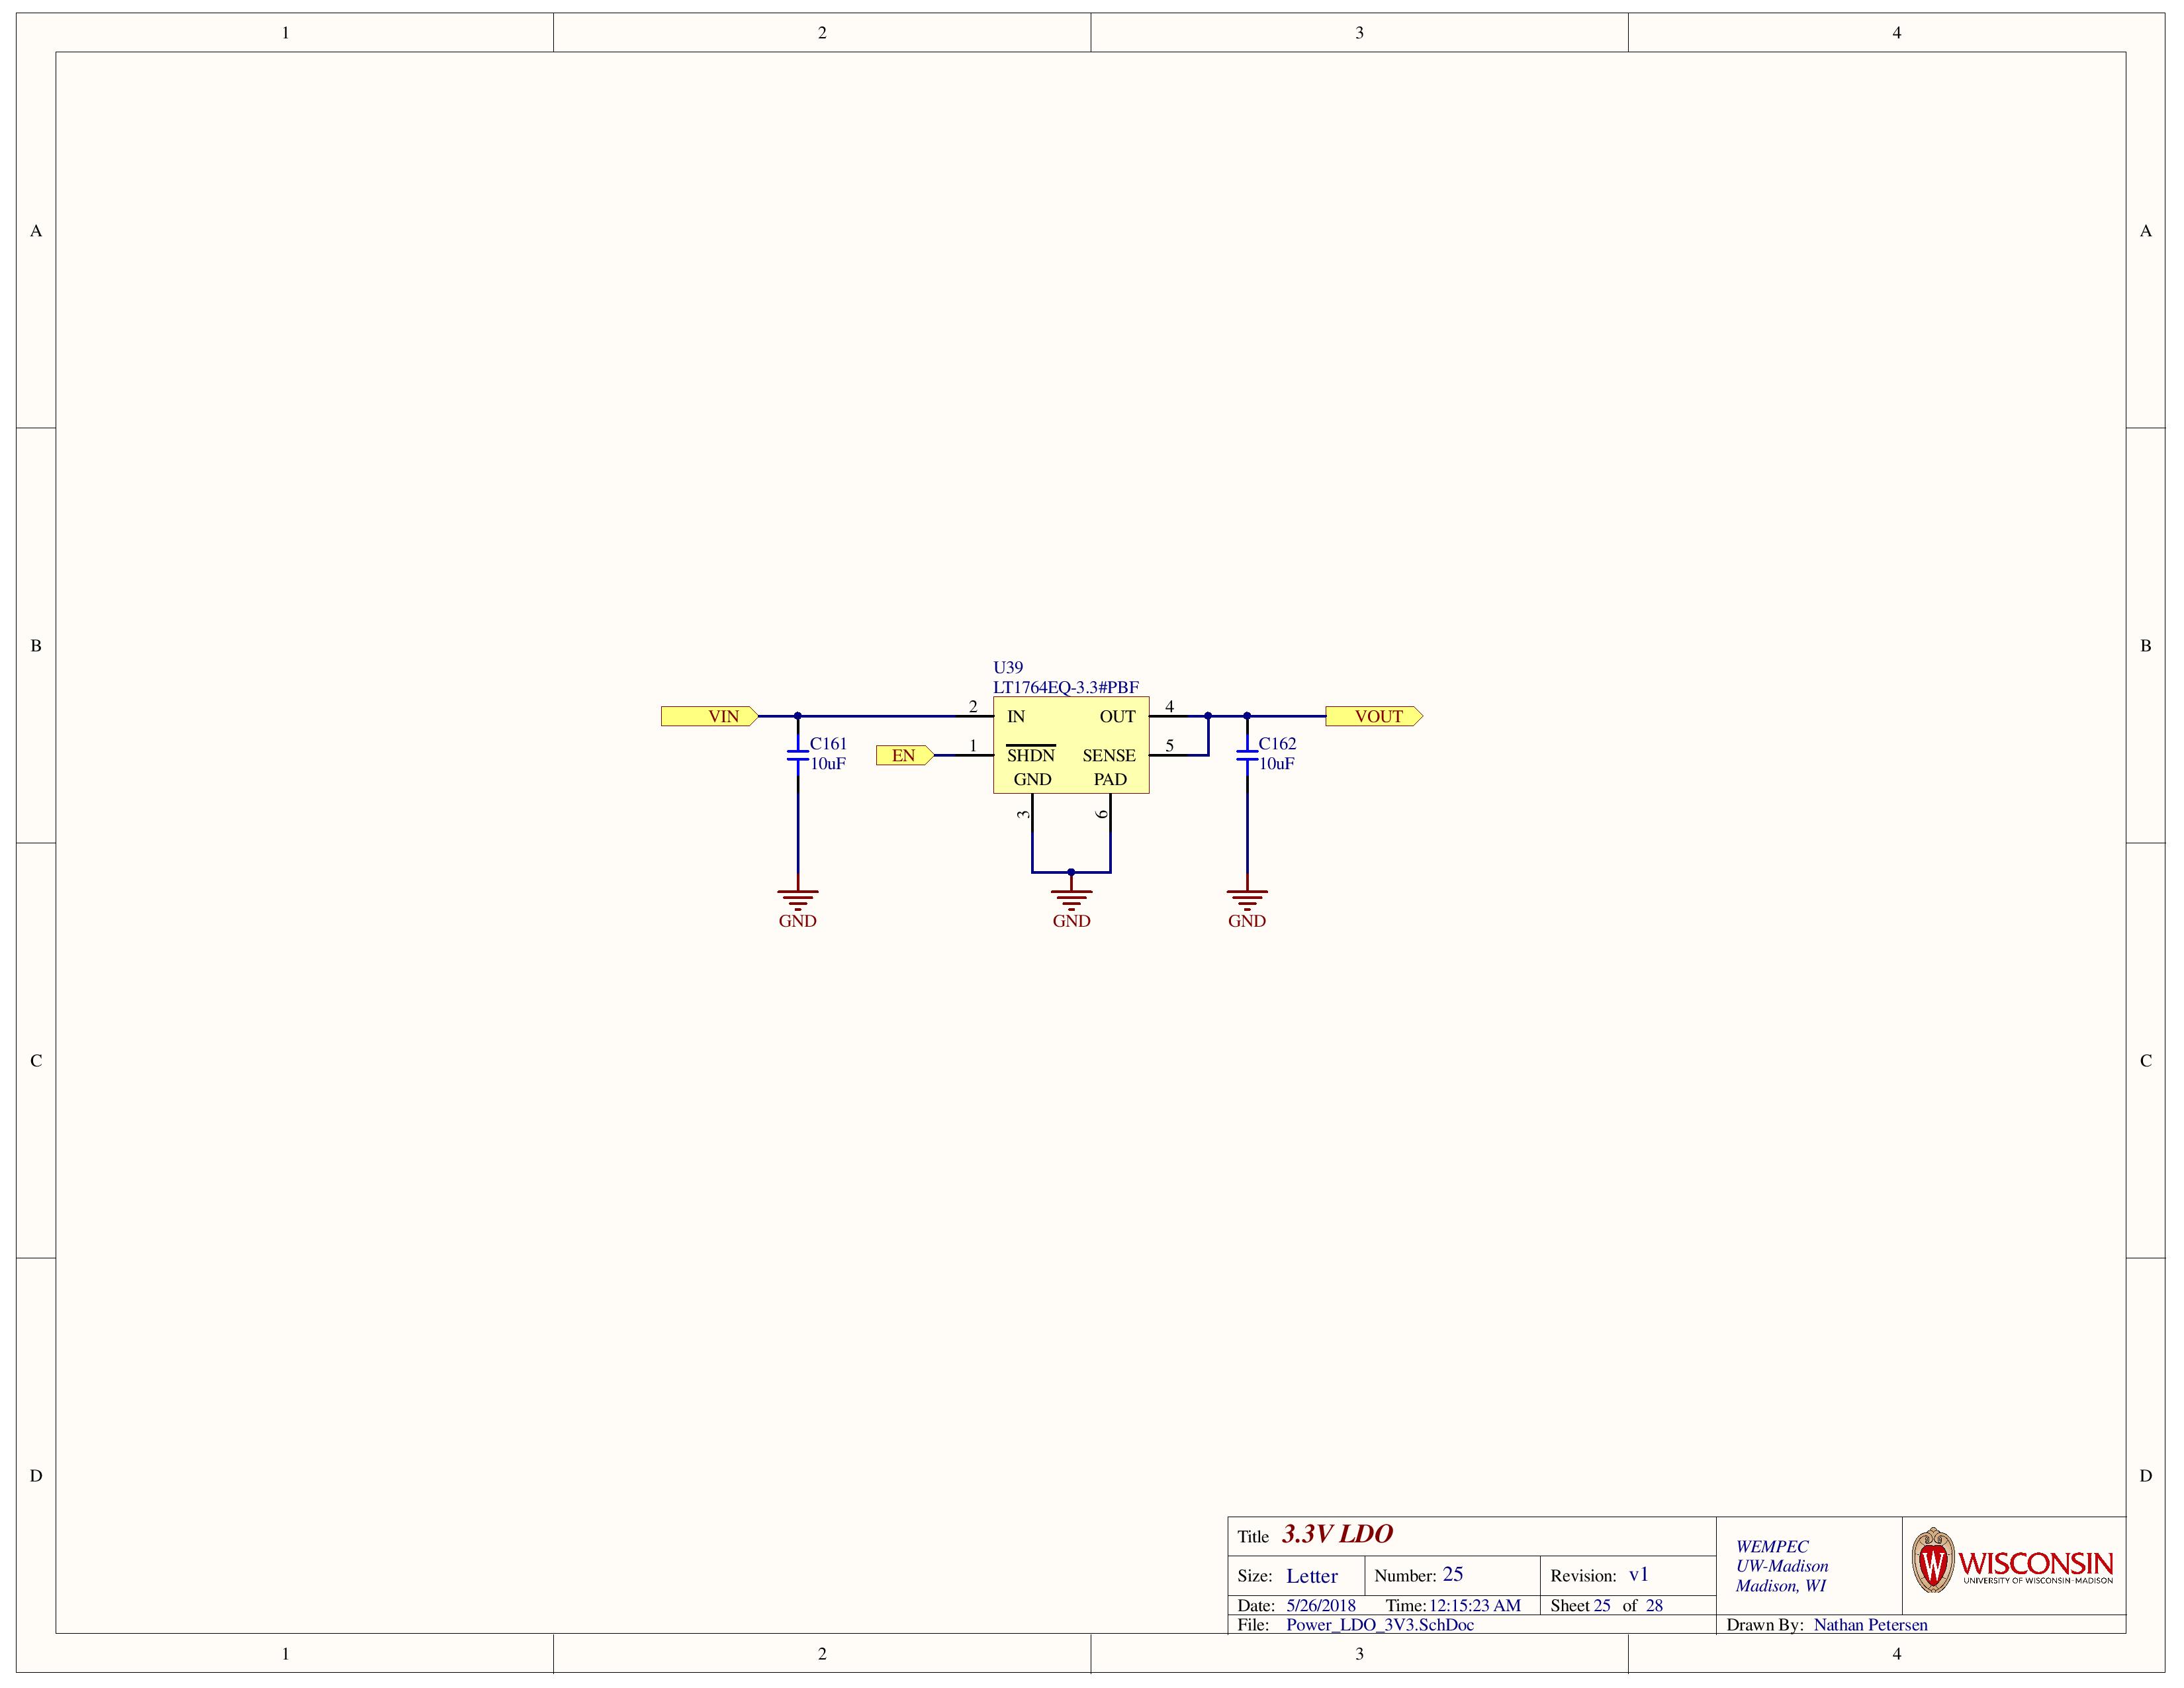 1 2 3 4
A A
U39
B B
LT1764EQ-3.3#PBF
VIN 2 IN OUT 4 VOUT
C161 C162
EN 1 SHDN SENSE 5
10uF 10uF
GND PAD
3 6
GND GND GND
C C
D D
Title 3.3V LDO
WEMPEC
UW-Madison
Madison, WI
WISCONSIN
UNIVERSITY OF WISCONSIN-MADISON
Size: Letter Number: 25 Revision: v1
Date: 5/26/2018 Time: 12:15:23 AM Sheet 25 of 28
File: Power_LDO_3V3.SchDoc Drawn By: Nathan Petersen
1 2 3 4